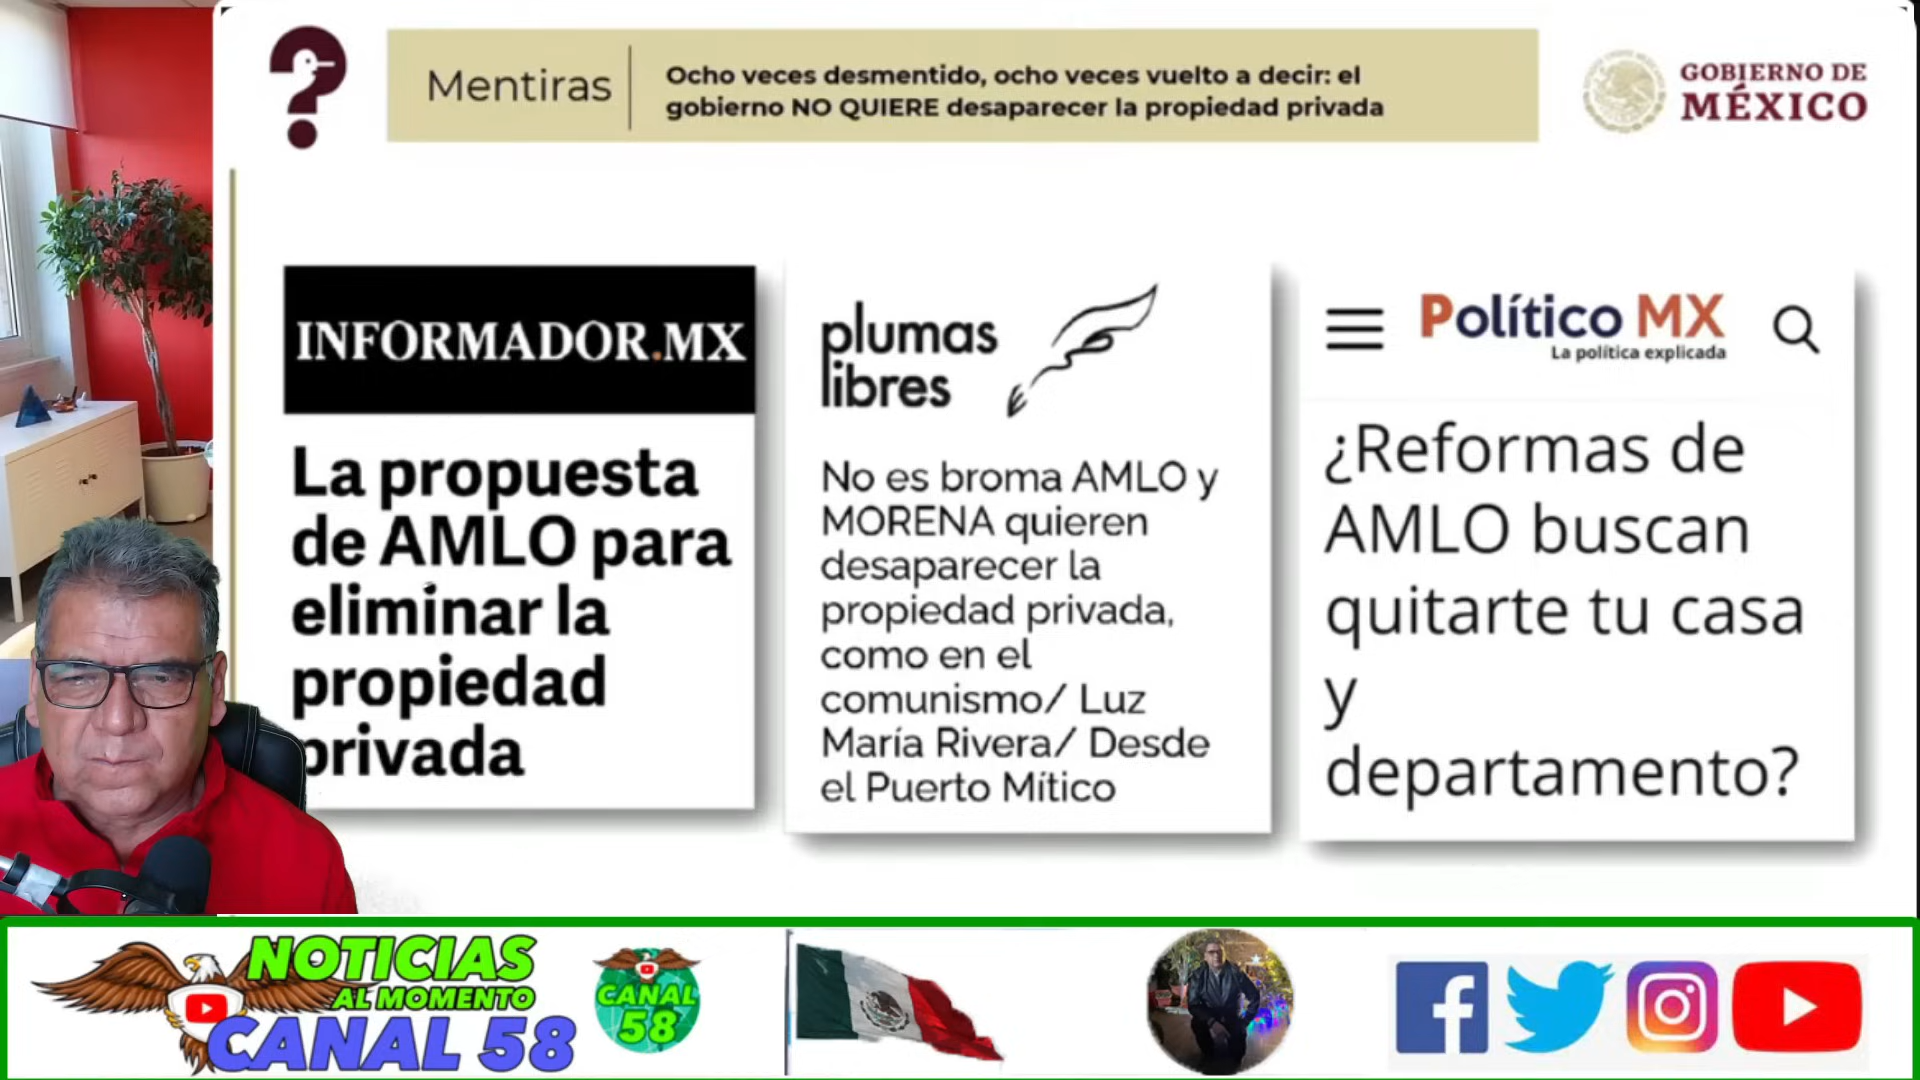 Mentiras
Ocho veces desmentido, ocho veces vuelto a decir: el
gobierno NO QUIERE desaparecer la propiedad privada
GOBIERNO DE
MÉXICO
INFORMADOR.MX
La propuesta
de AMLO para
eliminar la
propiedad
privada
plumas
libres
No es broma AMLO y
MORENA quieren
desaparecer la
propiedad privada,
como en el
comunismo/ Luz
María Rivera/ Desde
el Puerto Mítico
Político MX
La política explicada
¿Reformas de
AMLO buscan
quitarte tu casa
y
departamento?
NOTICIAS
AL MOMENTO
CANAL 58
CANAL
58